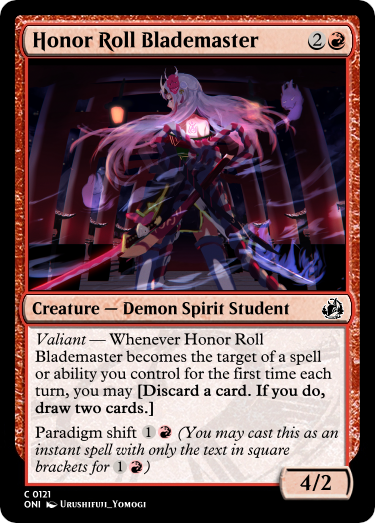 Honor Roll Blademaster 2
Creature — Demon Spirit Student
Valiant — Whenever Honor Roll
Blademaster becomes the target of a spell
or ability you control for the first time each
turn, you may [Discard a card. If you do,
draw two cards.]
Paradigm shift 1 (You may cast this as an
instant spell with only the text in square
brackets for 1 )
4/2
C 0121
ONI Urushifuji_Yomogi